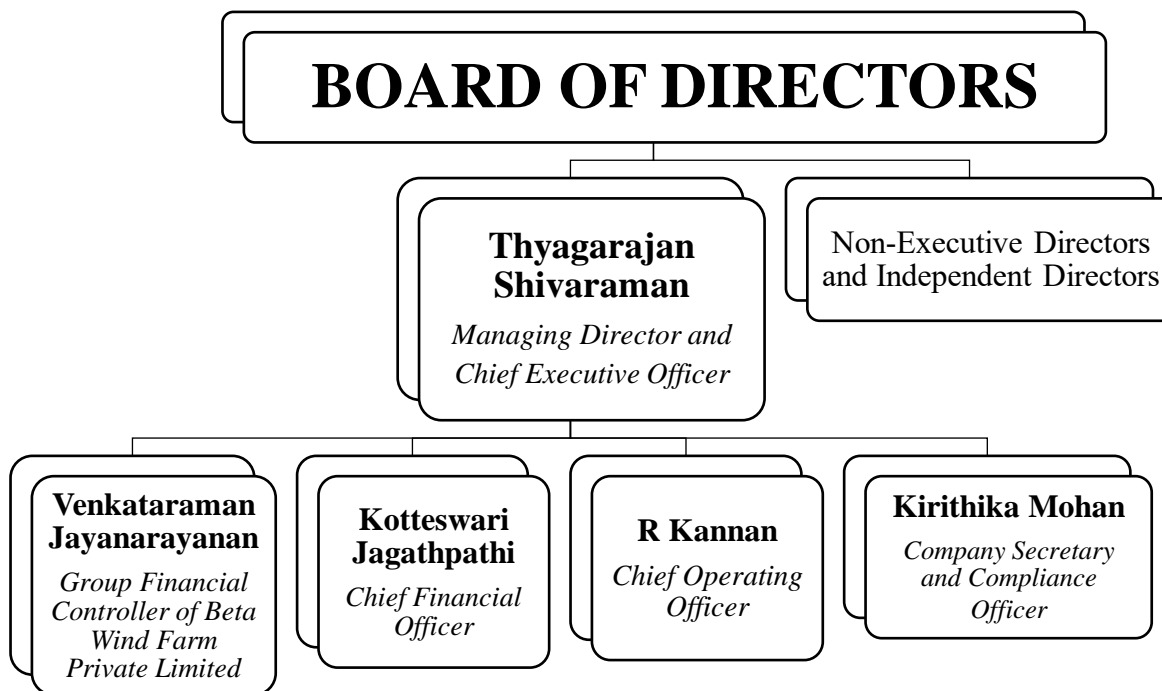 BOARD OF DIRECTORS
Thyagarajan
Shivaraman
Managing Director and
Chief Executive Officer
Non-Executive Directors
and Independent Directors
Venkataraman
Jayanarayanan
Group Financial
Controller of Beta
Wind Farm
Private Limited
Kotteswari
Jagathpathi
Chief Financial
Officer
R Kannan
Chief Operating
Officer
Kirithika Mohan
Company Secretary
and Compliance
Officer